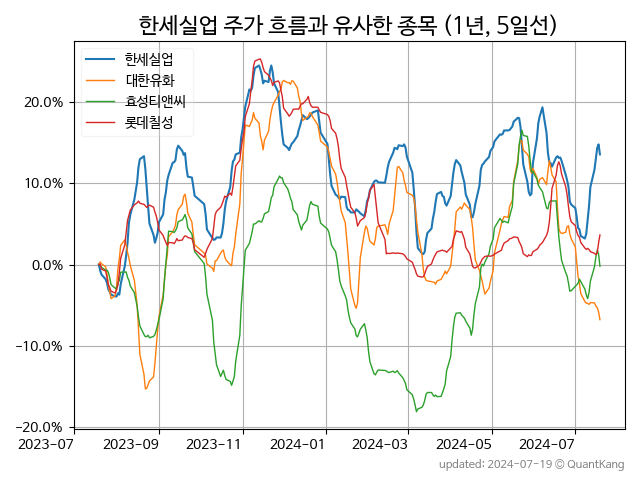 한세실업 주가 흐름과 유사한 종목 (1년, 5일선)
한세실업
대한유화
효성티앤씨
롯데칠성
20.0%
10.0%
0.0%
−10.0%
−20.0%
2023-07 2023-09 2023-11 2024-01 2024-03 2024-05 2024-07
updated: 2024-07-19 © QuantKang